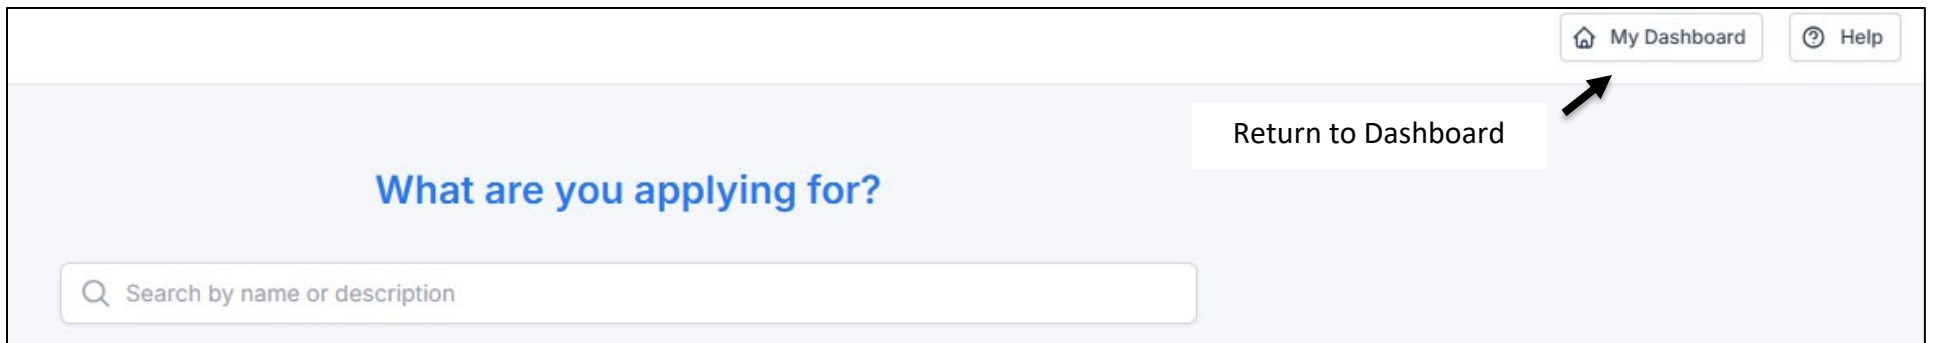 My Dashboard
Help
Return to Dashboard
What are you applying for?
Search by name or description